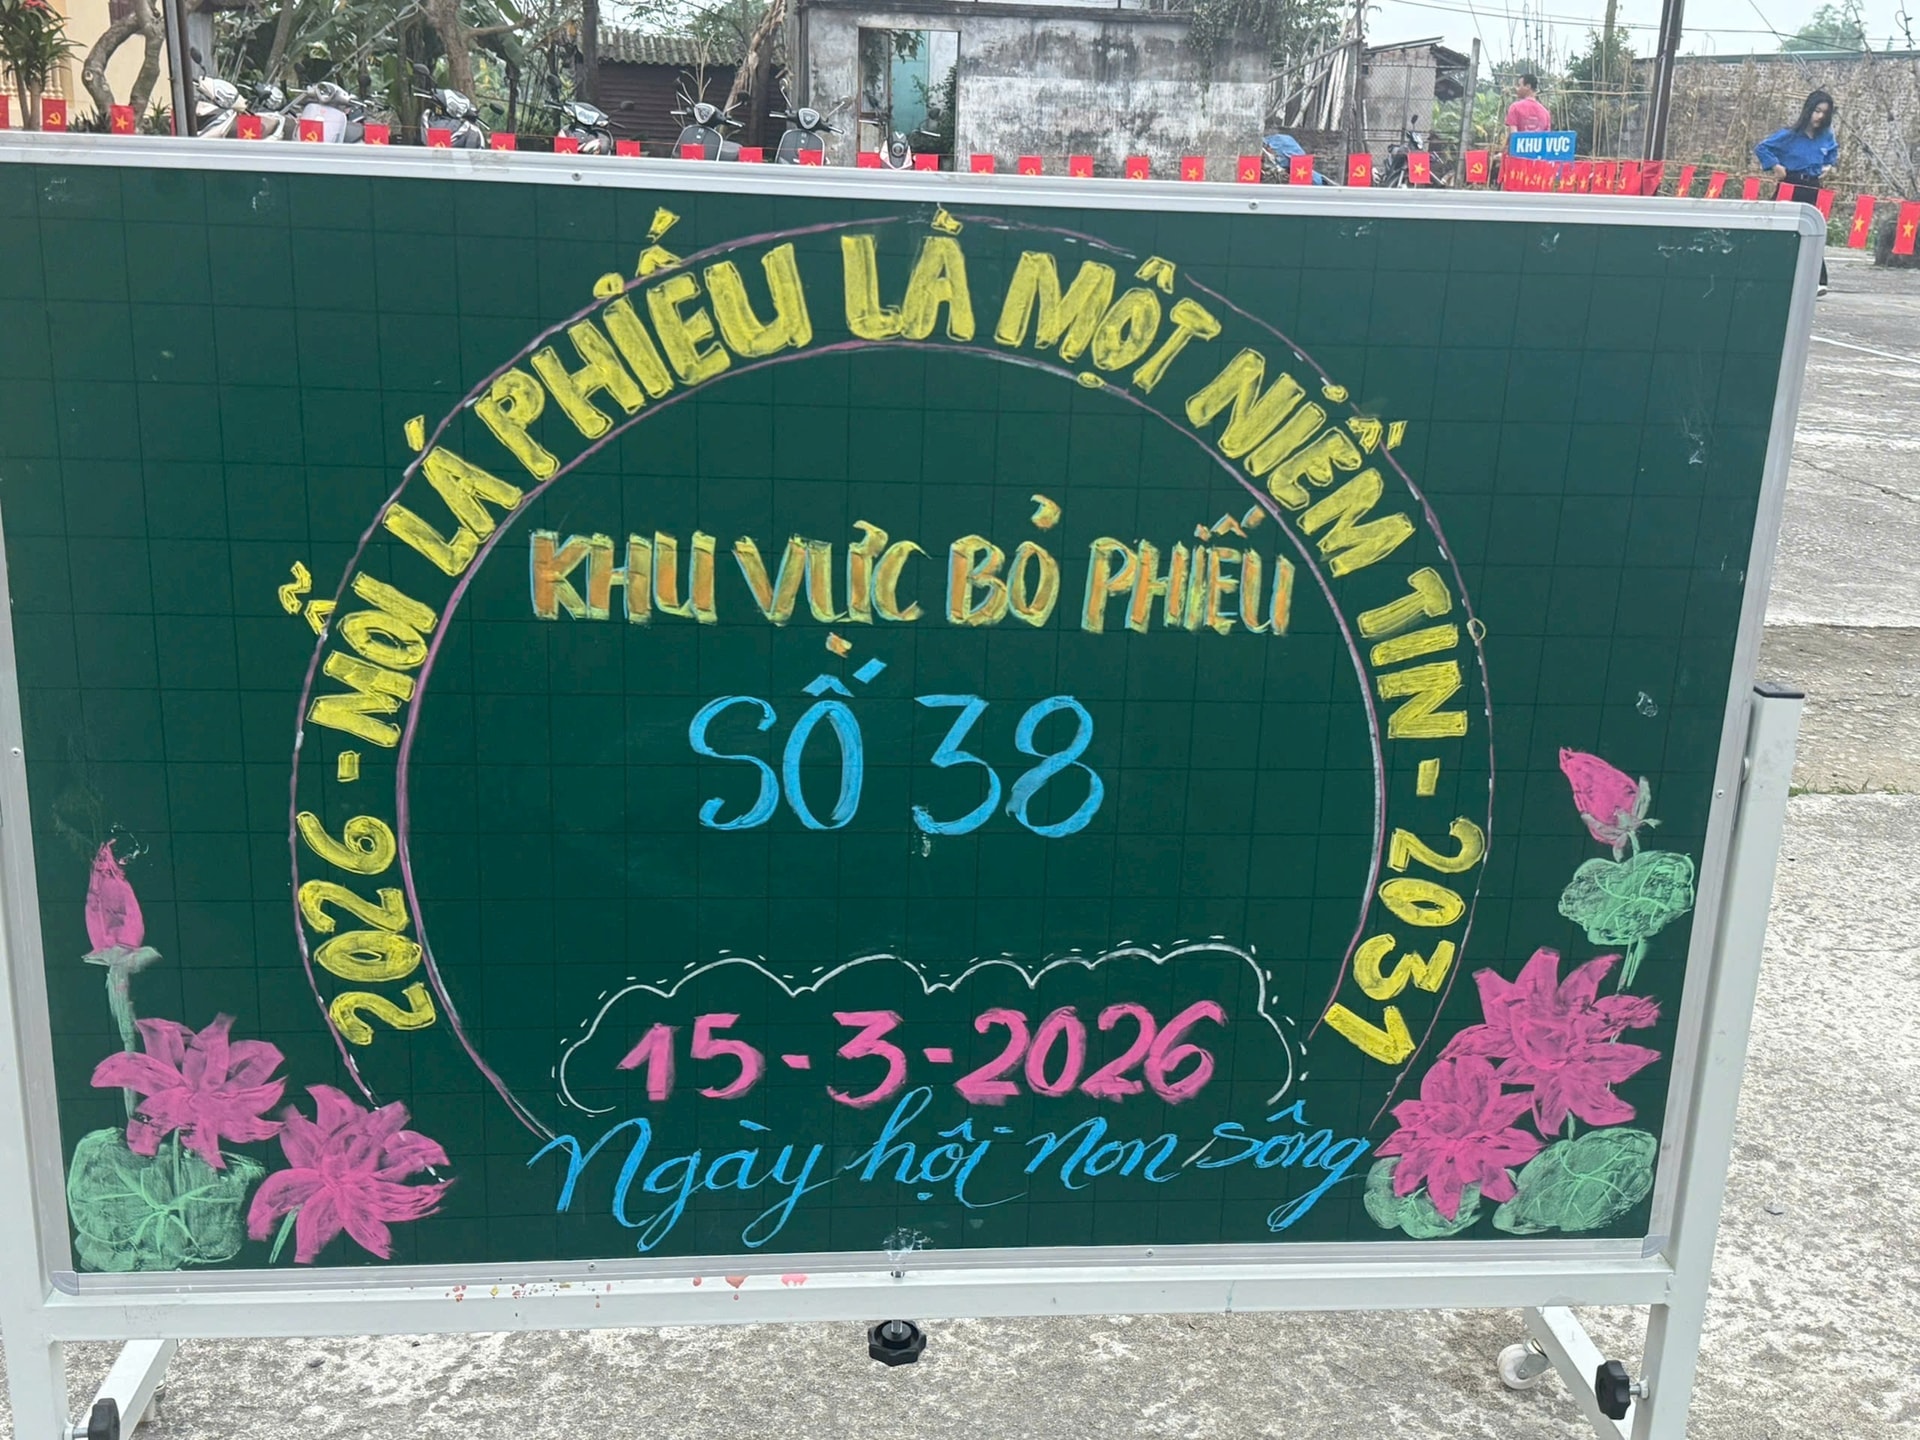 KHU VỰC
2026 - MỖI LÁ PHIẾU LÀ MỘT NIỀM TIN - 2031
KHU VỰC BỎ PHIẾU
SỐ 38
15-3-2026
Ngày hội non sông